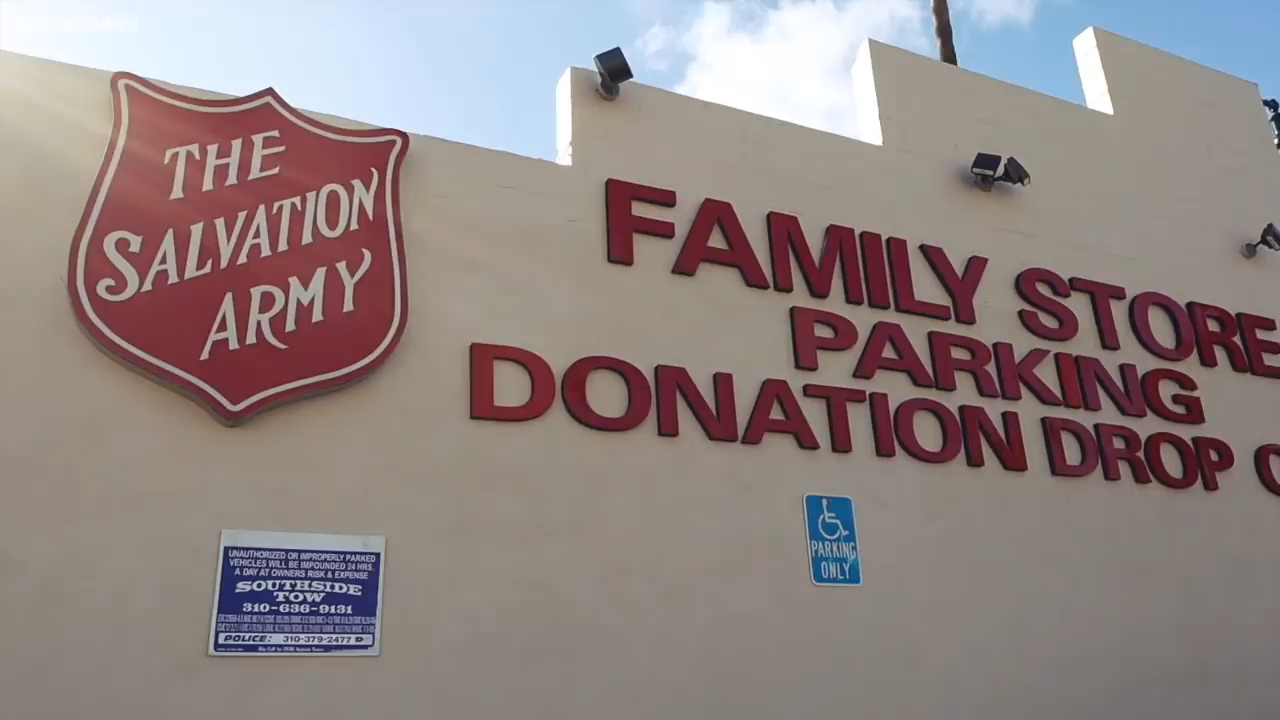 THE
SALVATION
ARMY
FAMILY STORE
PARKING
DONATION DROP
UNAUTHORIZED OR IMPROPERLY PARKED
VEHICLES WILL BE IMPOUNDED 24 HRS.
A DAY AT OWNERS RISK & EXPENSE
SOUTHSIDE
TOW
310-636-9131
POLICE: 310-379-2477
PARKING
ONLY